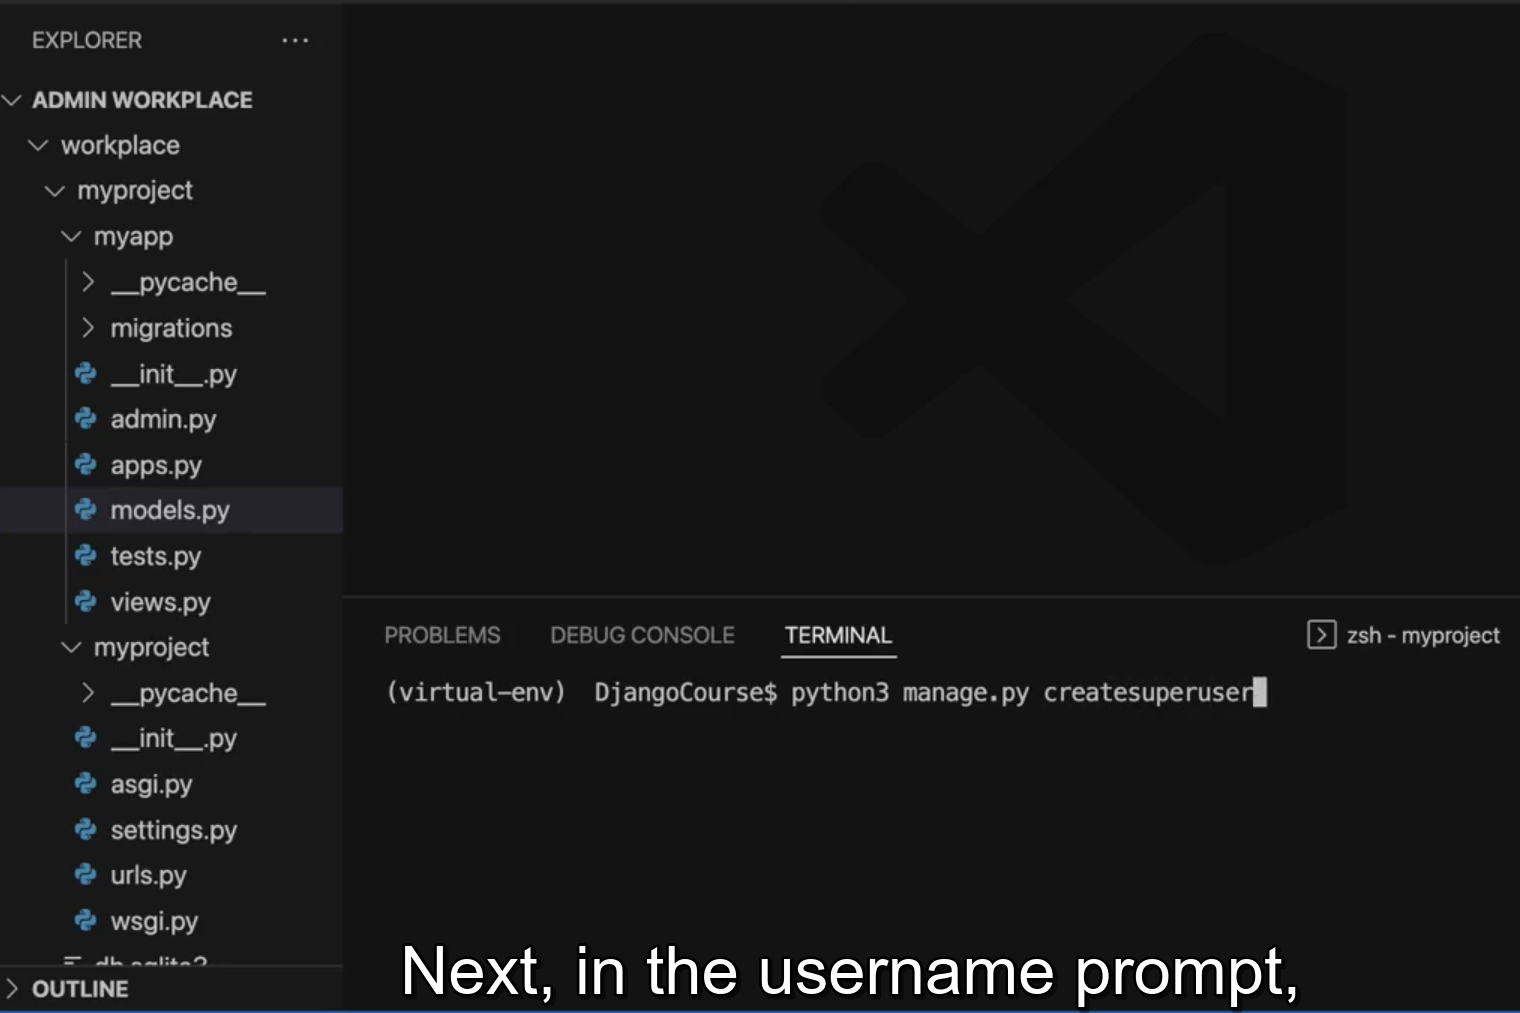 EXPLORER ...
ADMIN WORKPLACE
workplace
myproject
myapp
__pycache__
migrations
__init__.py
admin.py
apps.py
models.py
tests.py
views.py
myproject
__pycache__
__init__.py
asgi.py
settings.py
urls.py
wsgi.py
db.sqlite3
OUTLINE
PROBLEMS DEBUG CONSOLE TERMINAL zsh - myproject
(virtual-env) DjangoCourse$ python3 manage.py createsuperuser
Next, in the username prompt,